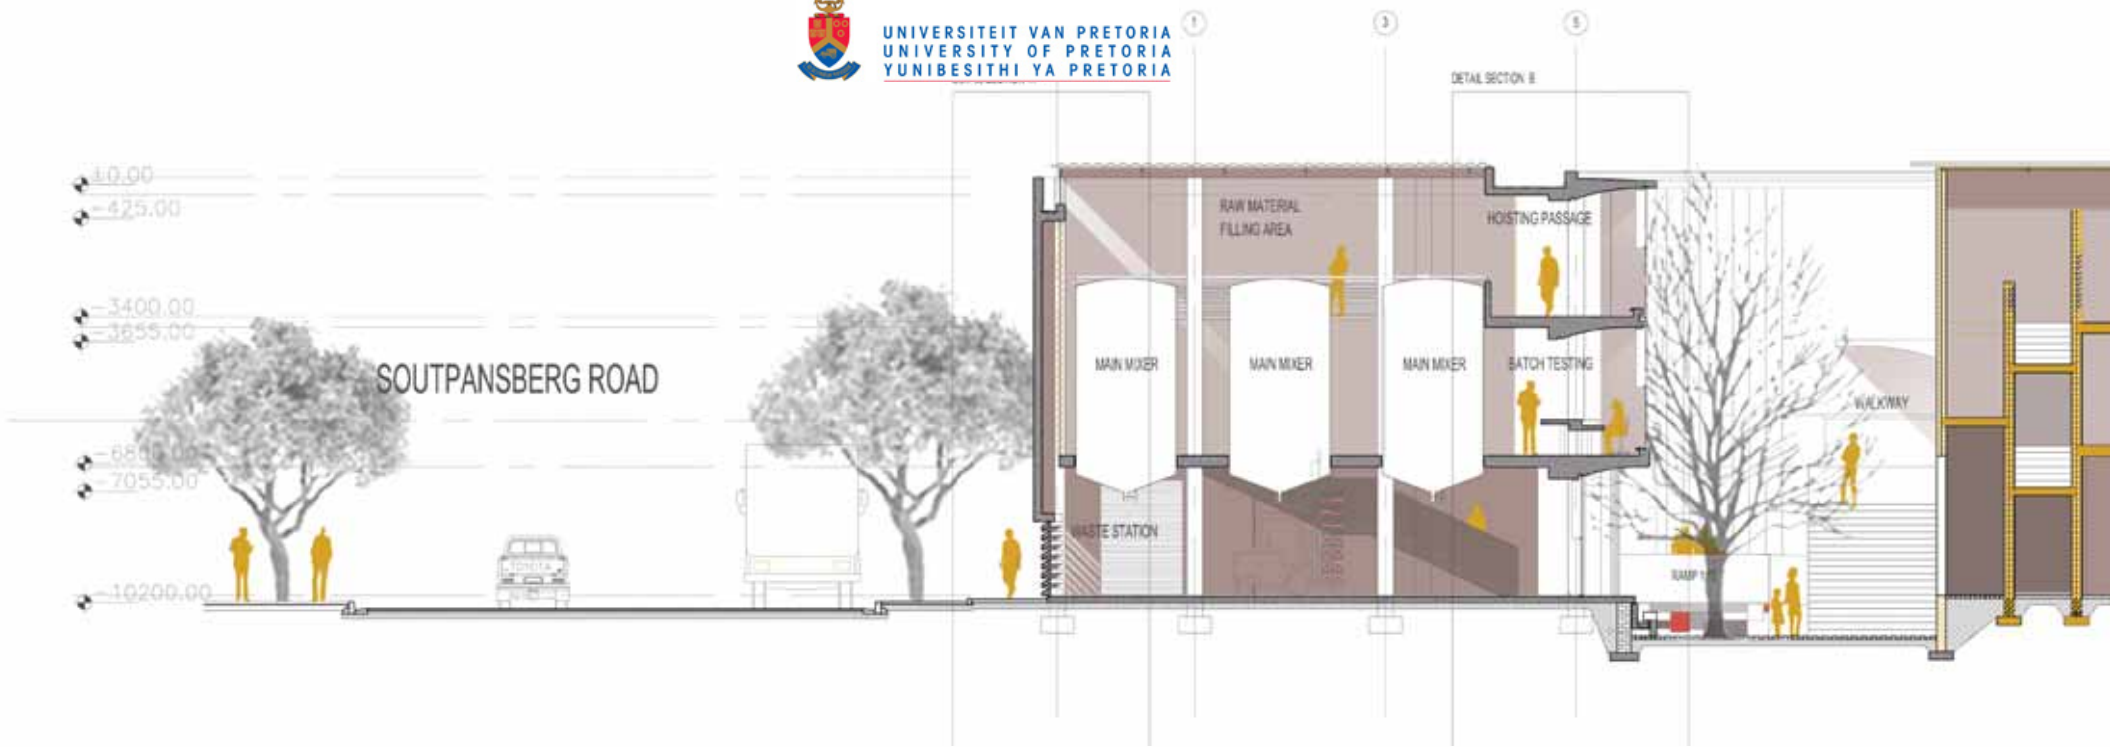 UNIVERSITEIT VAN PRETORIA
UNIVERSITY OF PRETORIA
YUNIBESITHI YA PRETORIA
1
3
5
DETAIL SECTION B
±0.00
-425.00
-3400.00
-3655.00
-7055.00
-10200.00
SOUTPANSBERG ROAD
RAW MATERIAL
FILLING AREA
HOISTING PASSAGE
MAIN MIXER
MAIN MIXER
MAIN MIXER
BATCH TESTING
WALKWAY
WASTE STATION
TOYOTA
RAMP